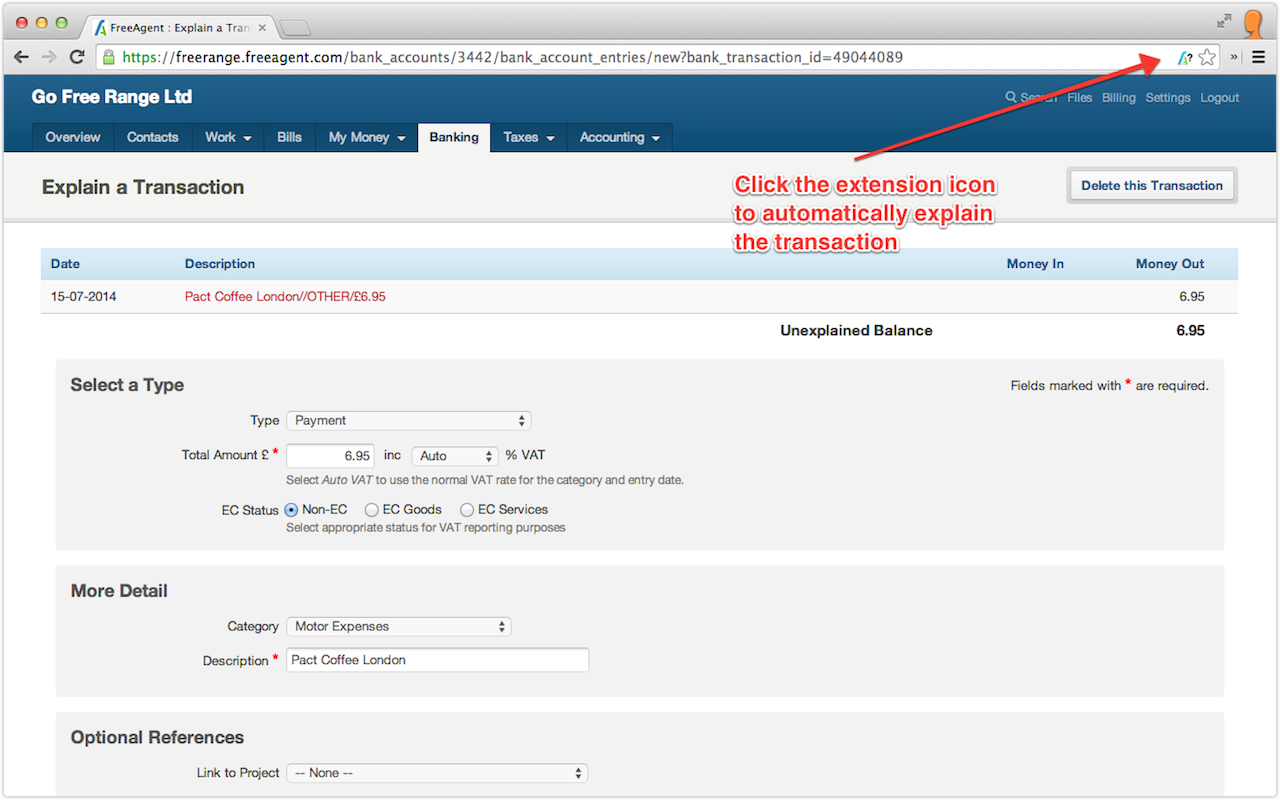 FreeAgent : Explain a Tran
https://freerange.freeagent.com/bank_accounts/3442/bank_account_entries/new?bank_transaction_id=49044089
Go Free Range Ltd
Search Files Billing Settings Logout
Overview Contacts Work Bills My Money Banking Taxes Accounting
Explain a Transaction
Delete this Transaction
Click the extension icon
to automatically explain
the transaction
Date Description Money In Money Out
15-07-2014 Pact Coffee London//OTHER/£6.95 6.95
Unexplained Balance 6.95
Select a Type
Fields marked with * are required.
Type Payment
Total Amount £ * 6.95 inc Auto % VAT
Select Auto VAT to use the normal VAT rate for the category and entry date.
EC Status Non-EC EC Goods EC Services
Select appropriate status for VAT reporting purposes
More Detail
Category Motor Expenses
Description * Pact Coffee London
Optional References
Link to Project -- None --